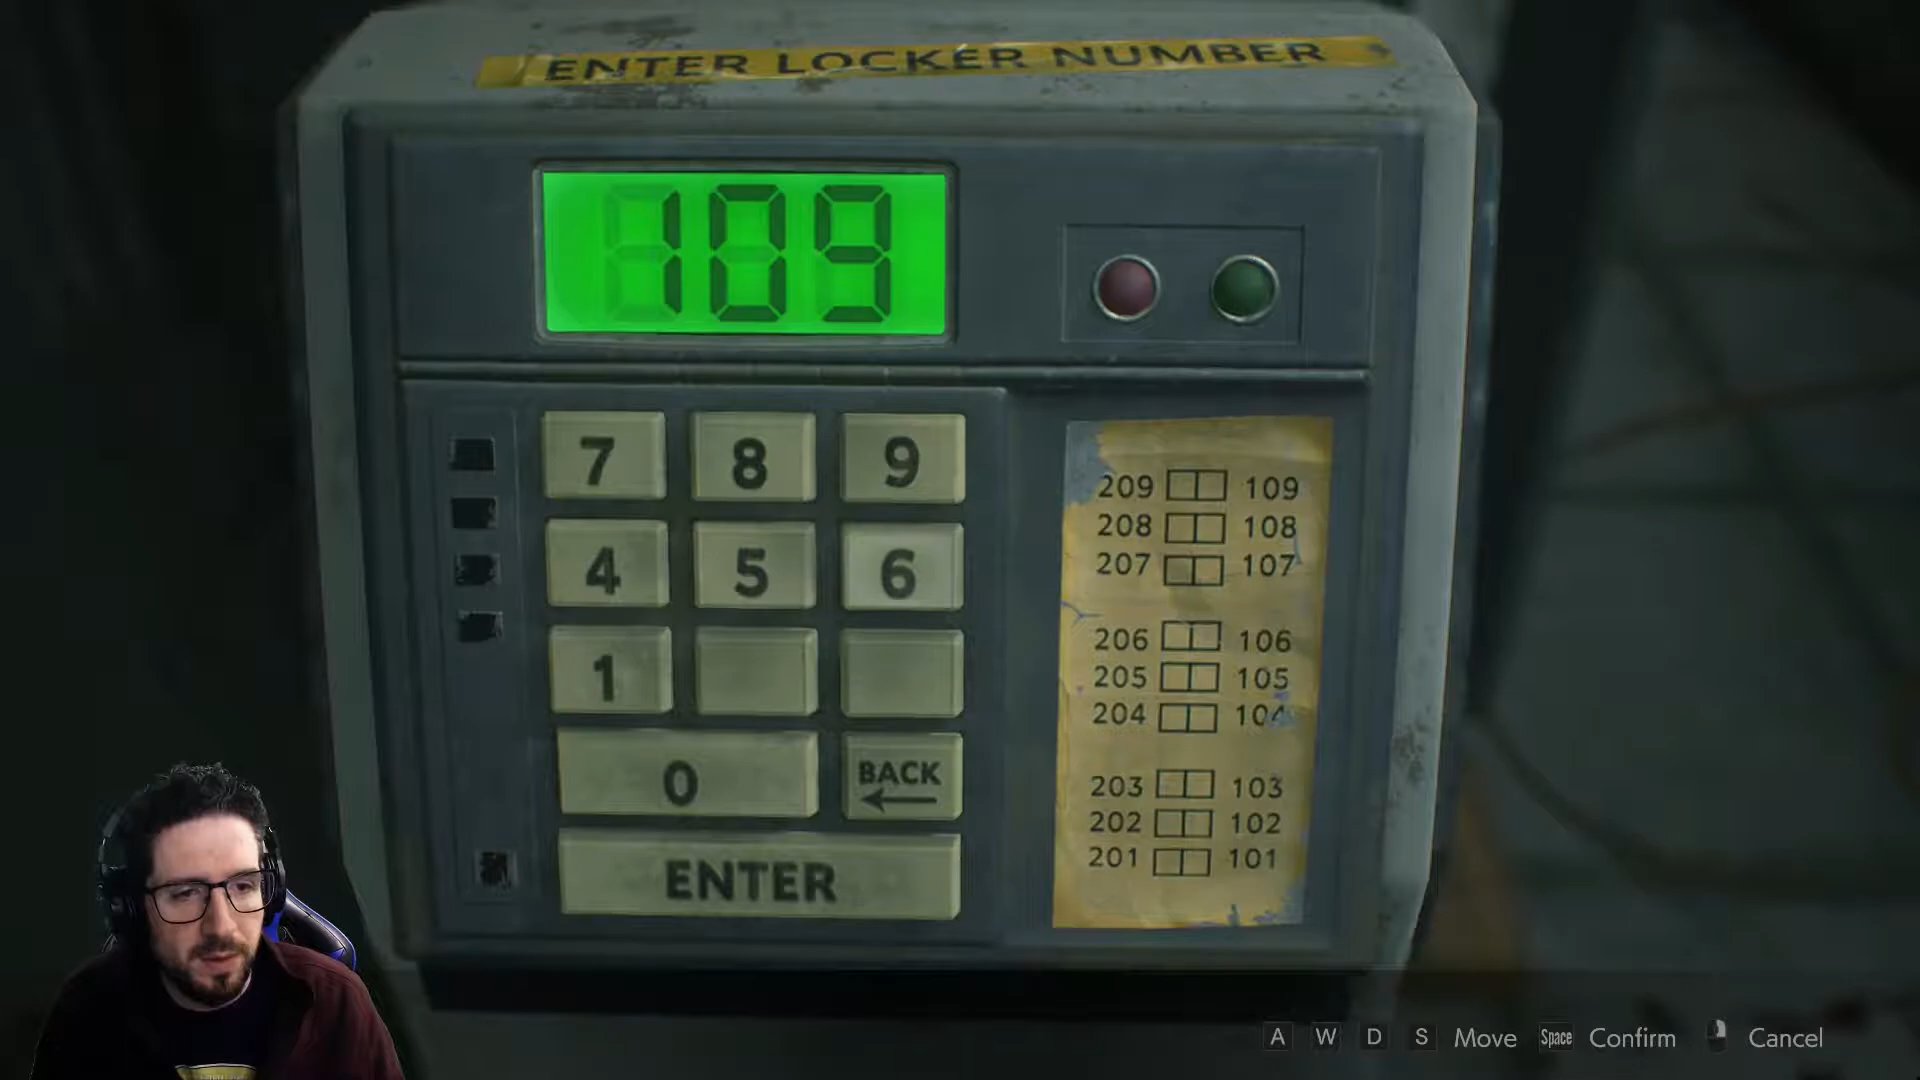 ENTER LOCKER NUMBER
109
7 8 9
4 5 6
1
0 BACK
ENTER
209 109
208 108
207 107
206 106
205 105
204 104
203 103
202 102
201 101
A W D S Move Space Confirm Cancel